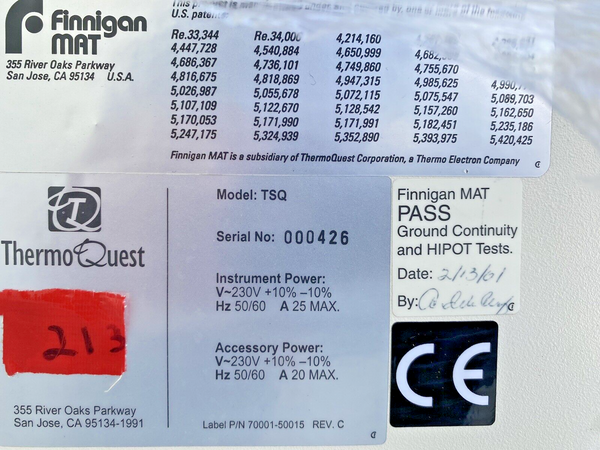 Finnigan
MAT
355 River Oaks Parkway
San Jose, CA 95134 U.S.A.
This product is
U.S. patents
Re.33,344 Re.34,000 4,214,160
4,447,728 4,540,884 4,650,999
4,686,367 4,736,101 4,749,860 4,755,670
4,816,675 4,818,869 4,947,315 4,985,625
5,026,987 5,055,678 5,072,115 5,075,547 5,089,703
5,107,109 5,122,670 5,128,542 5,157,260 5,162,650
5,170,053 5,171,990 5,171,991 5,182,451 5,235,186
5,247,175 5,324,939 5,352,890 5,393,975 5,420,425
Finnigan MAT is a subsidiary of ThermoQuest Corporation, a Thermo Electron Company
ThermoQuest
213
355 River Oaks Parkway
San Jose, CA 95134-1991
Model: TSQ
Serial No: 000426
Instrument Power:
V~230V +10% –10%
Hz 50/60 A 25 MAX.
Accessory Power:
V~230V +10% –10%
Hz 50/60 A 20 MAX.
Label P/N 70001-50015 REV. C
Finnigan MAT
PASS
Ground Continuity
and HIPOT Tests.
Date: 2/13/01
By:
CE